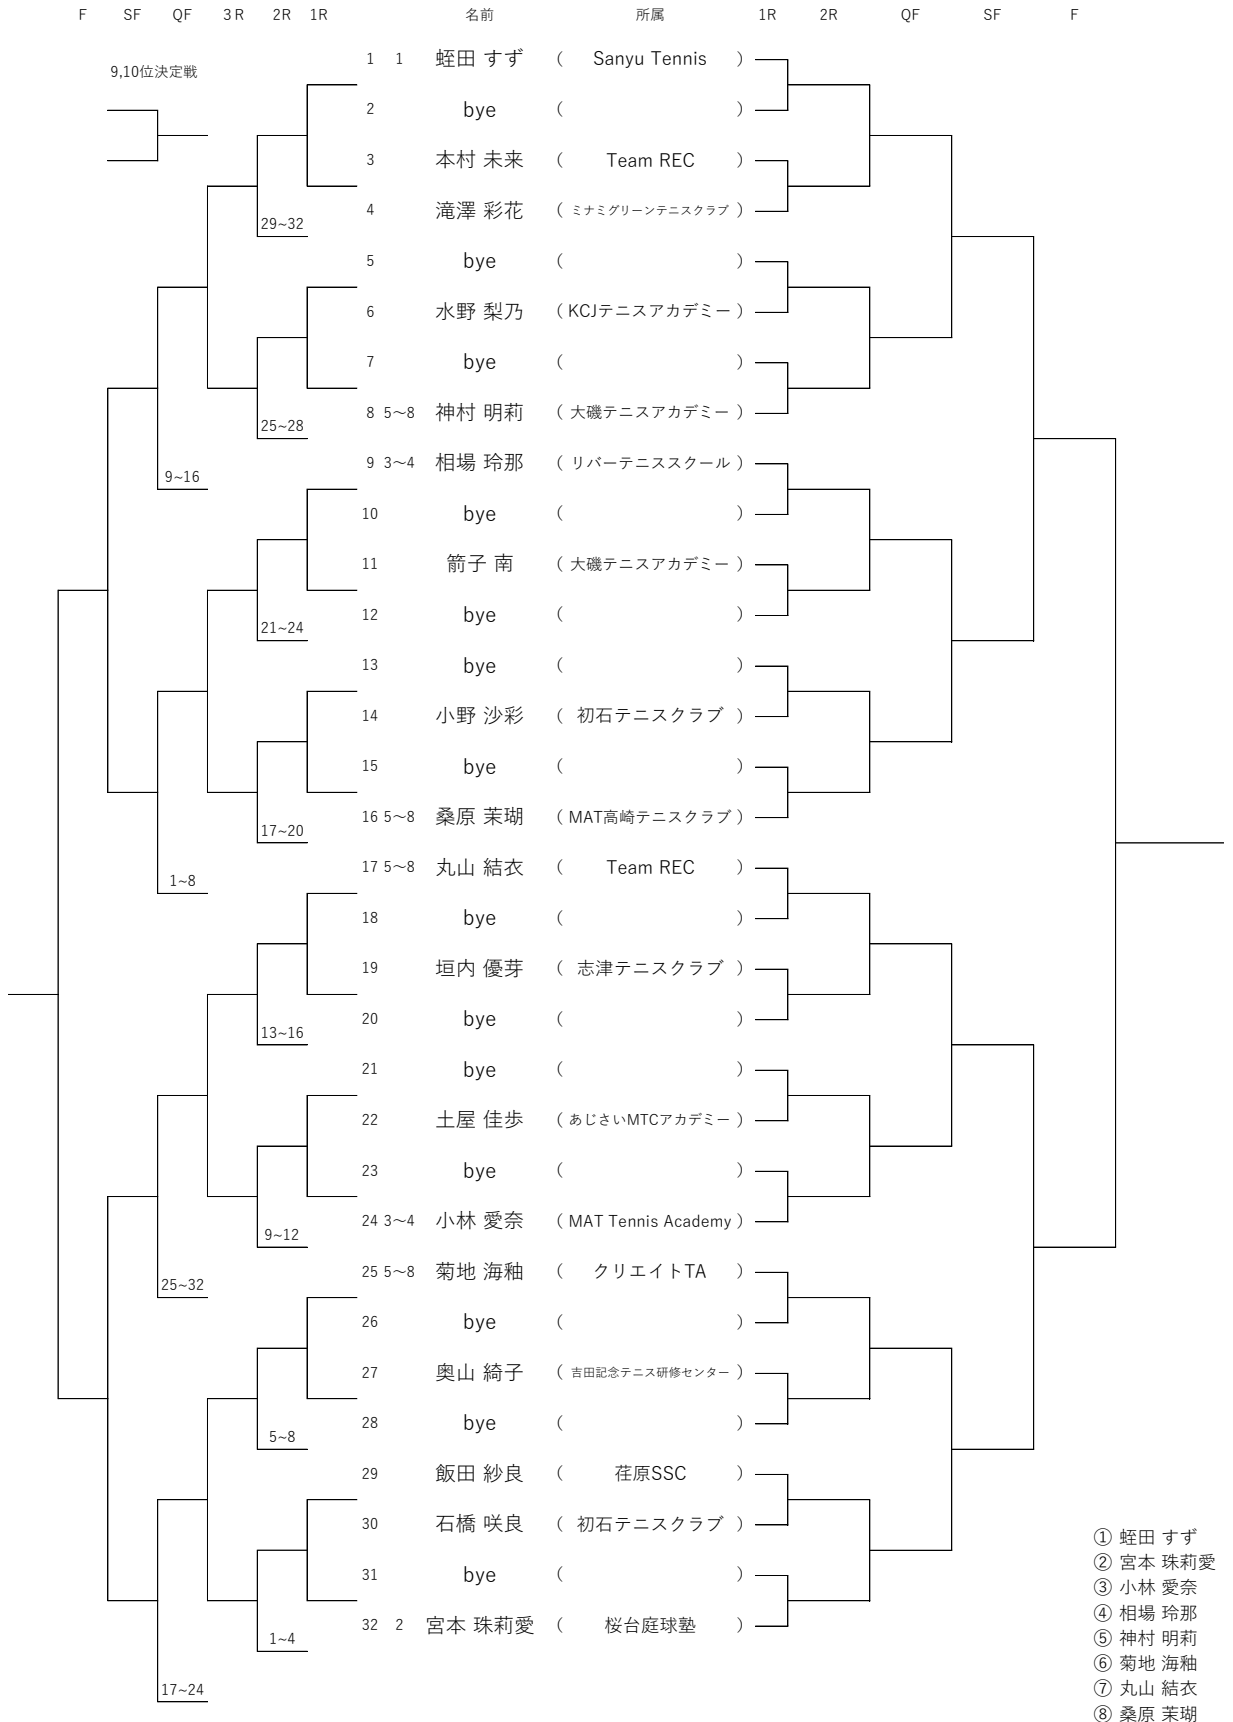 F SF QF 3R 2R 1R 名前 所属 1R 2R QF SF F
9,10位決定戦
1 1 蛭田 すず ( Sanyu Tennis )
2 bye ( )
3 本村 未来 ( Team REC )
4 滝澤 彩花 ( ミナミグリーンテニスクラブ )
29~32
5 bye ( )
6 水野 梨乃 ( KCJテニスアカデミー )
7 bye ( )
8 5～8 神村 明莉 ( 大磯テニスアカデミー )
25~28
9 3～4 相場 玲那 ( リバーテニススクール )
9~16
10 bye ( )
11 箭子 南 ( 大磯テニスアカデミー )
12 bye ( )
21~24
13 bye ( )
14 小野 沙彩 ( 初石テニスクラブ )
15 bye ( )
16 5～8 桑原 茉瑚 ( MAT高崎テニスクラブ )
17~20
17 5～8 丸山 結衣 ( Team REC )
1~8
18 bye ( )
19 垣内 優芽 ( 志津テニスクラブ )
20 bye ( )
13~16
21 bye ( )
22 土屋 佳歩 ( あじさいMTCアカデミー )
23 bye ( )
24 3～4 小林 愛奈 ( MAT Tennis Academy )
9~12
25 5～8 菊地 海釉 ( クリエイトTA )
25~32
26 bye ( )
27 奥山 綺子 ( 吉田記念テニス研修センター )
28 bye ( )
5~8
29 飯田 紗良 ( 荏原SSC )
30 石橋 咲良 ( 初石テニスクラブ )
31 bye ( )
32 2 宮本 珠莉愛 ( 桜台庭球塾 )
1~4
17~24
① 蛭田 すず
② 宮本 珠莉愛
③ 小林 愛奈
④ 相場 玲那
⑤ 神村 明莉
⑥ 菊地 海釉
⑦ 丸山 結衣
⑧ 桑原 茉瑚